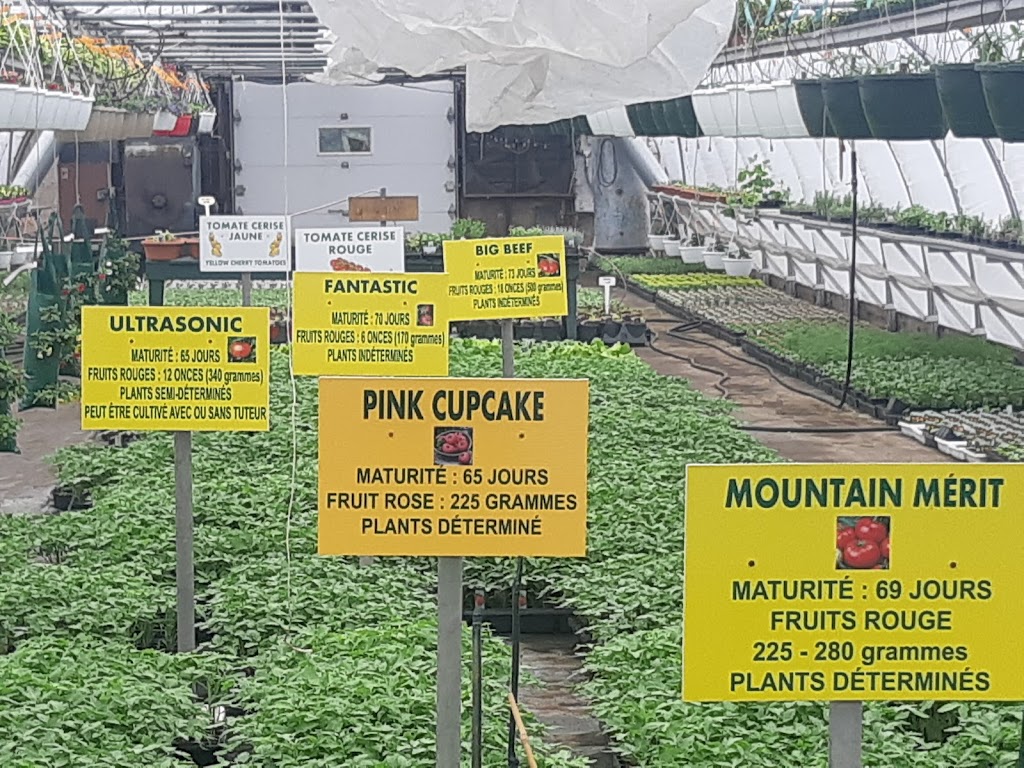 TOMATE CERISE
JAUNE
YELLOW CHERRY TOMATOES
TOMATE CERISE
ROUGE
BIG BEEF
MATURITÉ : 73 JOURS
FRUITS ROUGES : 18 ONCES (500 grammes)
PLANTS INDÉTERMINÉS
FANTASTIC
MATURITÉ : 70 JOURS
FRUITS ROUGES : 6 ONCES (170 grammes)
PLANTS INDÉTERMINÉS
ULTRASONIC
MATURITÉ : 65 JOURS
FRUITS ROUGES : 12 ONCES (340 grammes)
PLANTS SEMI-DÉTERMINÉS
PEUT ÊTRE CULTIVÉ AVEC OU SANS TUTEUR
PINK CUPCAKE
MATURITÉ : 65 JOURS
FRUIT ROSE : 225 GRAMMES
PLANTS DÉTERMINÉ
MOUNTAIN MÉRIT
MATURITÉ : 69 JOURS
FRUITS ROUGE
225 - 280 grammes
PLANTS DÉTERMINÉS